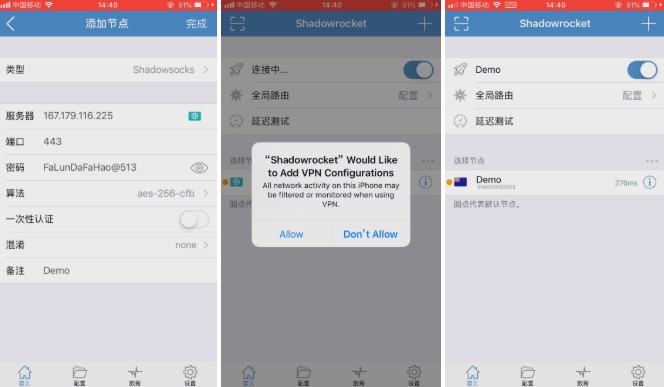 中国移动 14:40 51%
添加节点 完成
类型 Shadowsocks
服务器 167.179.116.225
端口 443
密码 FaLunDaFaHao@513
算法 aes-256-cfb
一次性认证
混淆 none
备注 Demo
首页 配置 数据 设置
中国移动 14:40 51%
Shadowrocket
连接中...
全局路由 配置
延迟测试
选择节点
“Shadowrocket” Would Like
to Add VPN Configurations
All network activity on this iPhone may
be filtered or monitored when using
VPN.
Allow Don’t Allow
首页 配置 数据 设置
中国移动 VPN 14:40 51%
Shadowrocket
Demo
全局路由 配置
延迟测试
选择节点
Demo
SHADOWSOCKS
276ms
圆点代表默认节点。
首页 配置 数据 设置